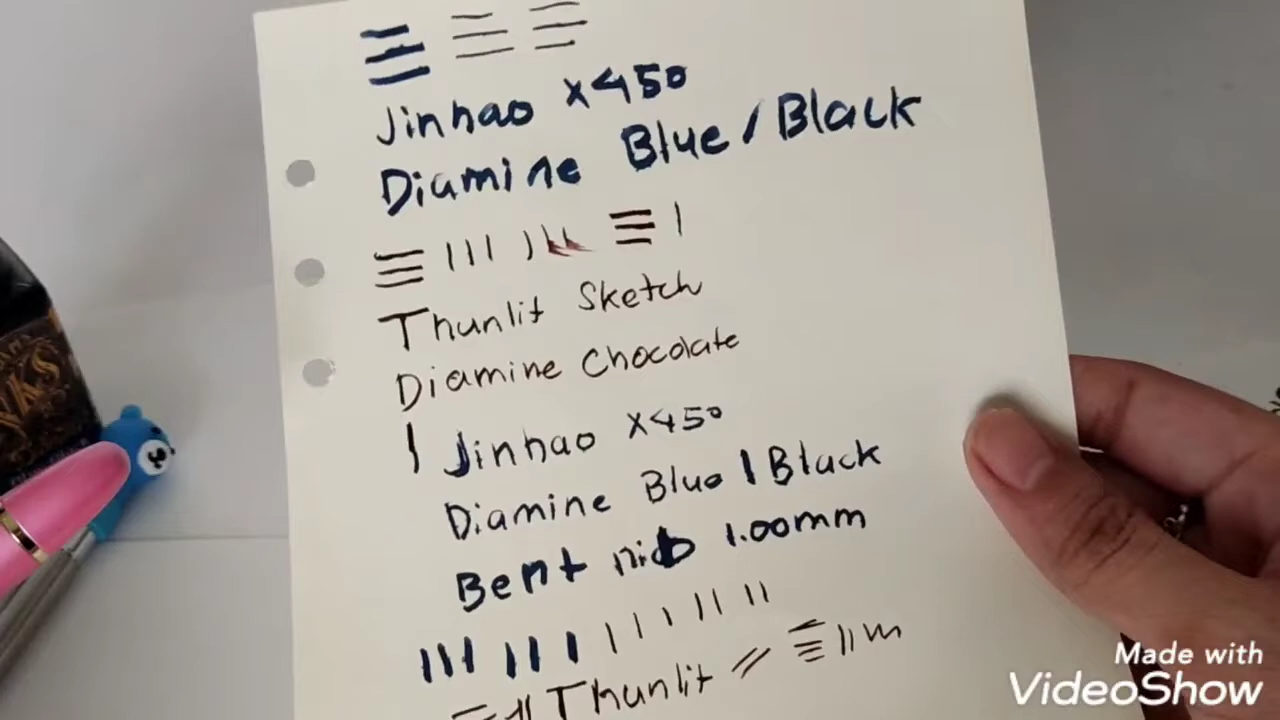 Jinhao x450
Diamine Blue/Black
Thunlit Sketch
Diamine Chocolate
Jinhao x450
Diamine Blue/Black
Bent nib 1.00mm
Thunlit
NKS
Made with
VideoShow